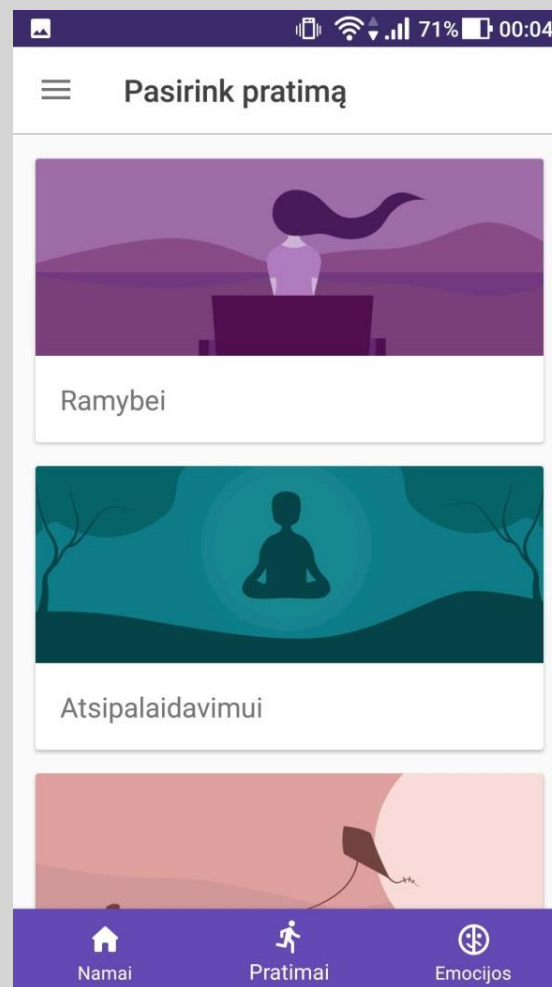 71% 00:04
Pasirink pratimą
Ramybei
Atsipalaidavimui
Namai Pratimai Emocijos